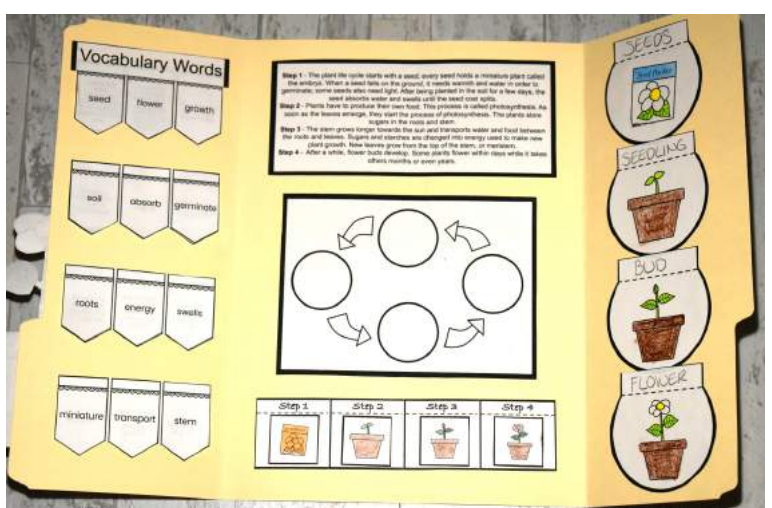 Vocabulary Words
seed
flower
growth
soil
absorb
germinate
roots
energy
swells
miniature
transport
stem
Step 1 - The plant life cycle starts with a seed; every seed holds a miniature plant called
the embryo. When a seed falls on the ground, it needs warmth and water in order to
germinate; some seeds also need light. After being planted in the soil for a few days, the
seed absorbs water and swells until the seed coat splits.
Step 2 - Plants have to produce their own food. This process is called photosynthesis. As
soon as the leaves emerge, they start the process of photosynthesis. The plants store
sugars in the roots and stem.
Step 3 - The stem grows longer towards the sun and transports water and food between
the roots and leaves. Sugars and starches are changed into energy used to make new
plant growth. New leaves grow from the top of the stem, or meristem.
Step 4 - After a while, flower buds develop. Some plants flower within days while it takes
others months or even years.
Step 1
Step 2
Step 3
Step 4
SEEDS
Seed Packet
SEEDLING
BUD
FLOWER